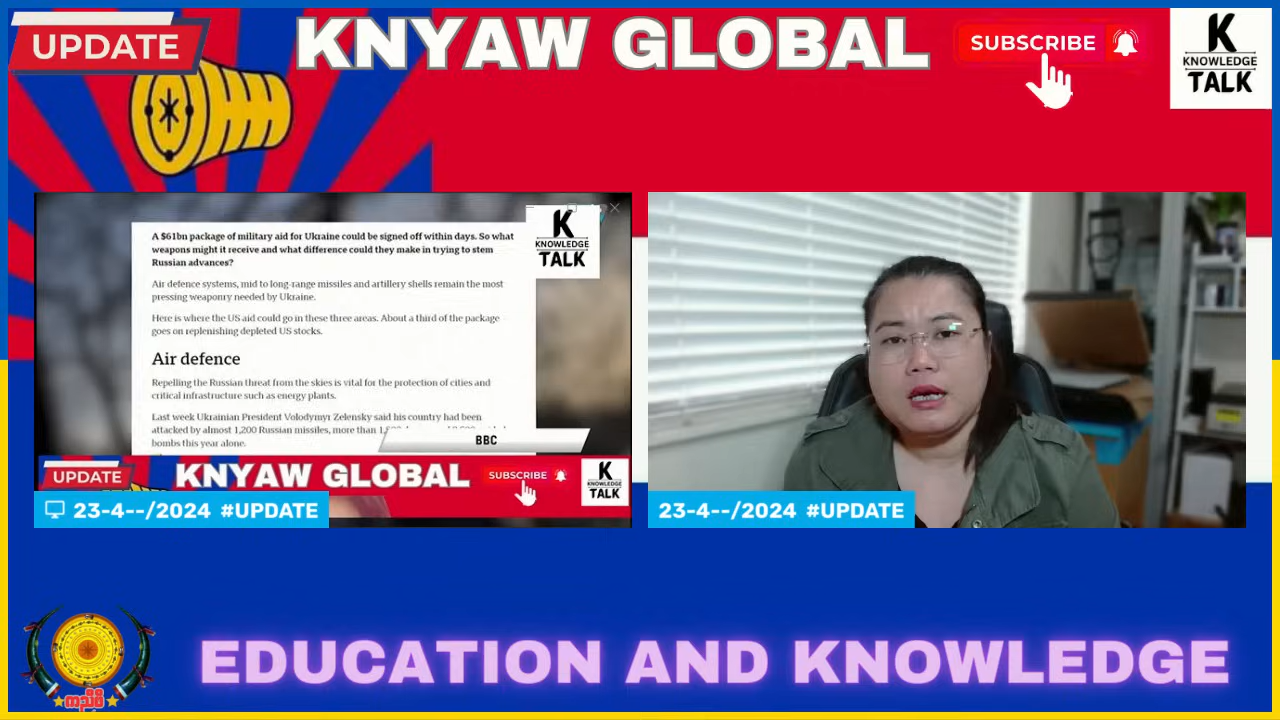 UPDATE
KNYAW GLOBAL
SUBSCRIBE
K
KNOWLEDGE
TALK
A $61bn package of military aid for Ukraine could be signed off within days. So what
weapons might it receive and what difference could they make in trying to stem
Russian advances?
Air defence systems, mid to long-range missiles and artillery shells remain the most
pressing weaponry needed by Ukraine.
Here is where the US aid could go in these three areas. About a third of the package
goes on replenishing depleted US stocks.
Air defence
Repelling the Russian threat from the skies is vital for the protection of cities and
critical infrastructure such as energy plants.
Last week Ukrainian President Volodymyr Zelensky said his country had been
attacked by almost 1,200 Russian missiles, more than
bombs this year alone.
K
KNOWLEDGE
TALK
BBC
UPDATE
KNYAW GLOBAL
SUBSCRIBE
K
KNOWLEDGE
TALK
23-4--/2024 #UPDATE
23-4--/2024 #UPDATE
EDUCATION AND KNOWLEDGE